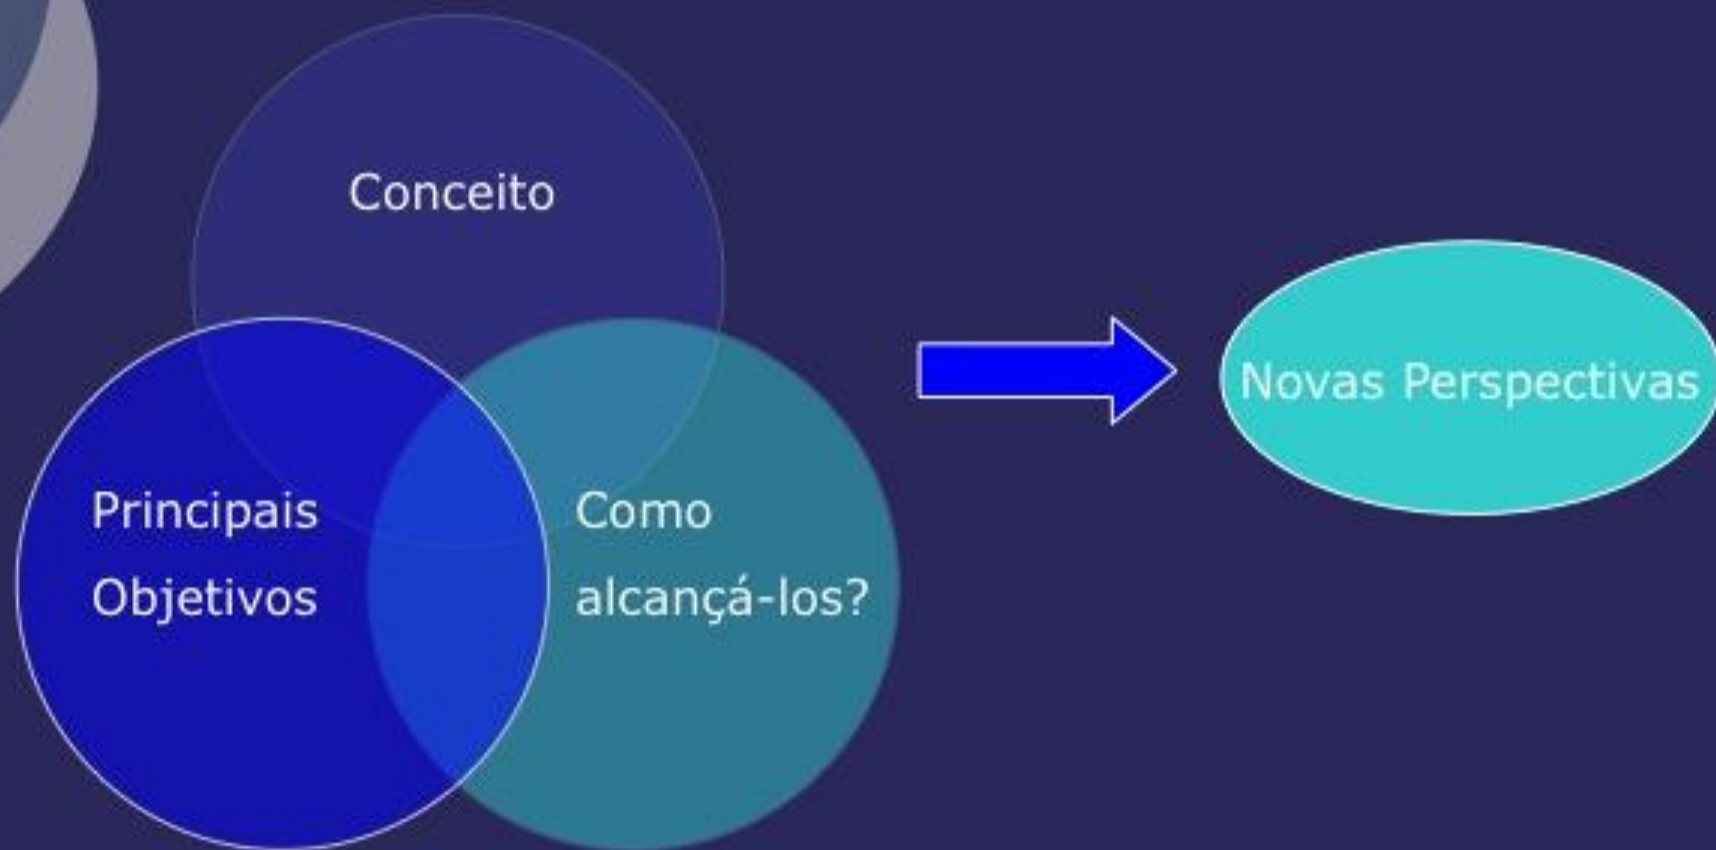 Conceito
Principais
Objetivos
Como
alcançá-los?
Novas Perspectivas